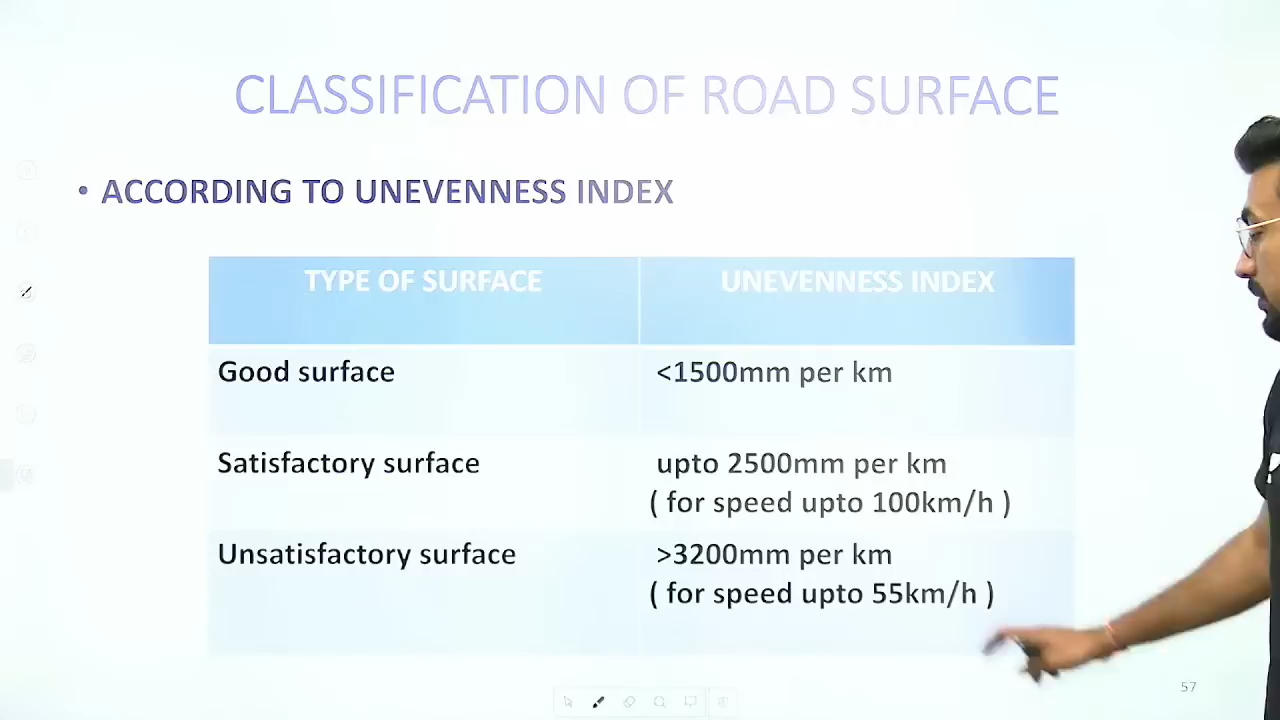 CLASSIFICATION OF ROAD SURFACE
• ACCORDING TO UNEVENNESS INDEX
TYPE OF SURFACE UNEVENNESS INDEX
Good surface <1500mm per km
Satisfactory surface upto 2500mm per km
( for speed upto 100km/h )
Unsatisfactory surface >3200mm per km
( for speed upto 55km/h )
57